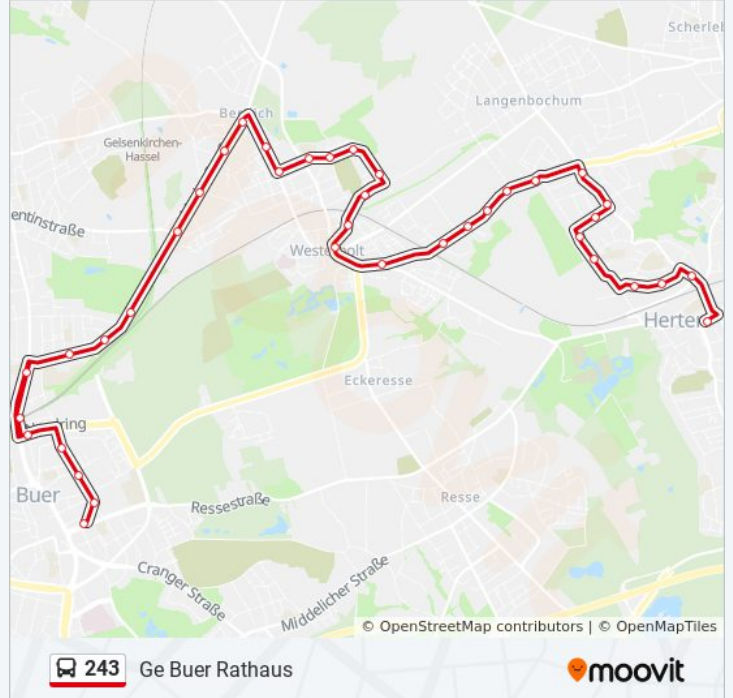 Scherleb
Langenbochum
Gelsenkirchen-
Hassel
entinstraße
Herten
Eckeresse
Buer
Ressestraße
Resse
Cranger Straße
Middelicher Straße
© OpenStreetMap contributors | © OpenMapTiles
243 Ge Buer Rathaus
moovit